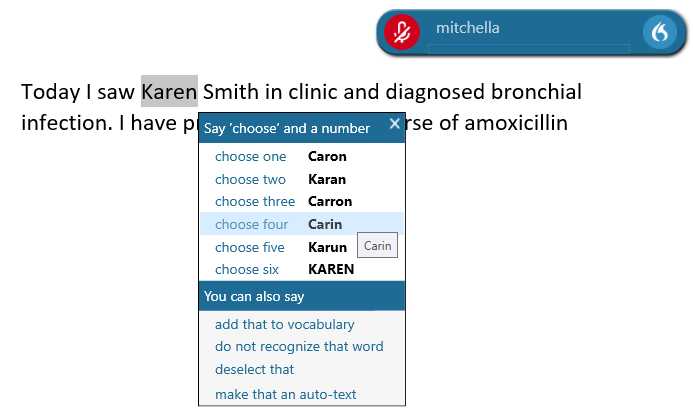 mitchella
Today I saw Karen Smith in clinic and diagnosed bronchial
infection. I have pr rse of amoxicillin
Say 'choose' and a number
choose one Caron
choose two Karan
choose three Carron
choose four Carin
choose five Karun
Carin
choose six KAREN
You can also say
add that to vocabulary
do not recognize that word
deselect that
make that an auto-text